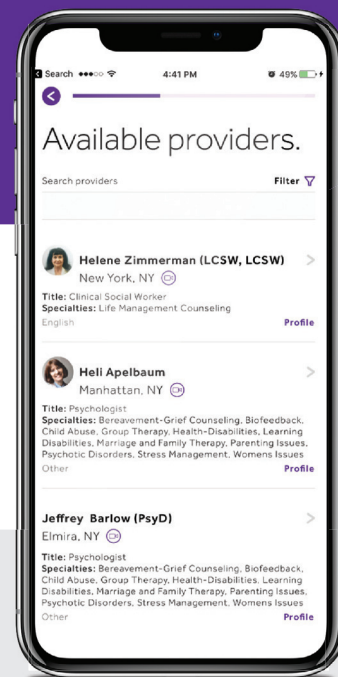 Search
4:41 PM
49%
Available providers.
Search providers
Filter
Helene Zimmerman (LCSW, LCSW)
New York, NY
Title: Clinical Social Worker
Specialties: Life Management Counseling
English
Profile
Heli Apelbaum
Manhattan, NY
Title: Psychologist
Specialties: Bereavement-Grief Counseling, Biofeedback,
Child Abuse, Group Therapy, Health-Disabilities, Learning
Disabilities, Marriage and Family Therapy, Parenting Issues,
Psychotic Disorders, Stress Management, Womens Issues
Other
Profile
Jeffrey Barlow (PsyD)
Elmira, NY
Title: Psychologist
Specialties: Bereavement-Grief Counseling, Biofeedback,
Child Abuse, Group Therapy, Health-Disabilities, Learning
Disabilities, Marriage and Family Therapy, Parenting Issues,
Psychotic Disorders, Stress Management, Womens Issues
Other
Profile